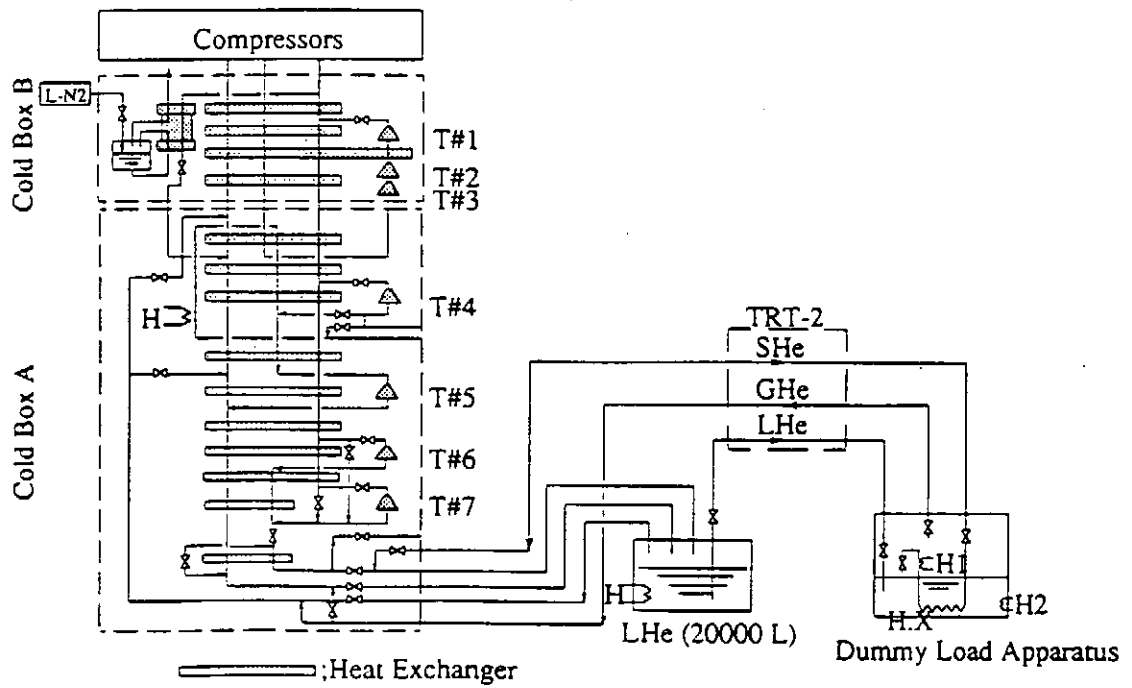 Compressors
Cold Box B
L-N2
T#1
T#2
T#3
Cold Box A
H
T#4
T#5
T#6
T#7
TRT-2
SHe
GHe
LHe
H
LHe (20000 L)
H1
H.X
H2
Dummy Load Apparatus
;Heat Exchanger